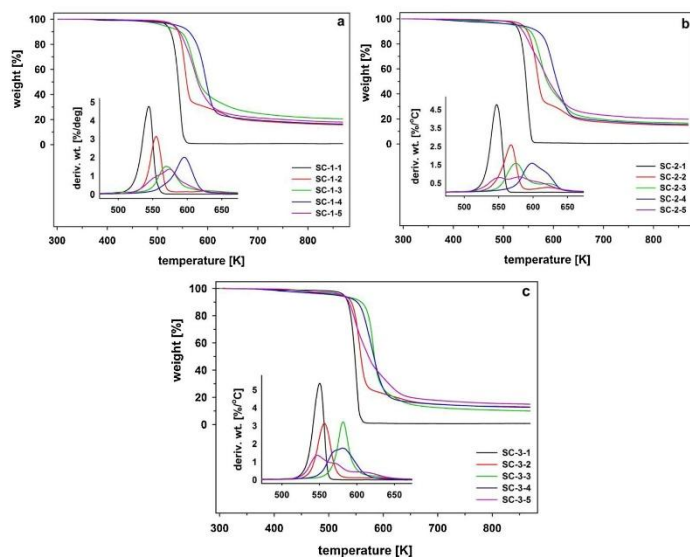 a
weight [%]
100
80
60
40
20
0
deriv. wt. [%/deg]
5
4
3
2
1
0
500 550 600 650
SC-1-1
SC-1-2
SC-1-3
SC-1-4
SC-1-5
300 400 500 600 700 800
temperature [K]
b
weight [%]
100
80
60
40
20
0
deriv. wt. [%/°C]
4.5
3.5
2.5
1.5
0.5
500 550 600 650
SC-2-1
SC-2-2
SC-2-3
SC-2-4
SC-2-5
300 400 500 600 700 800
temperature [K]
c
weight [%]
100
80
60
40
20
0
deriv. wt. [%/°C]
5
4
3
2
1
0
500 550 600 650
SC-3-1
SC-3-2
SC-3-3
SC-3-4
SC-3-5
300 400 500 600 700 800
temperature [K]